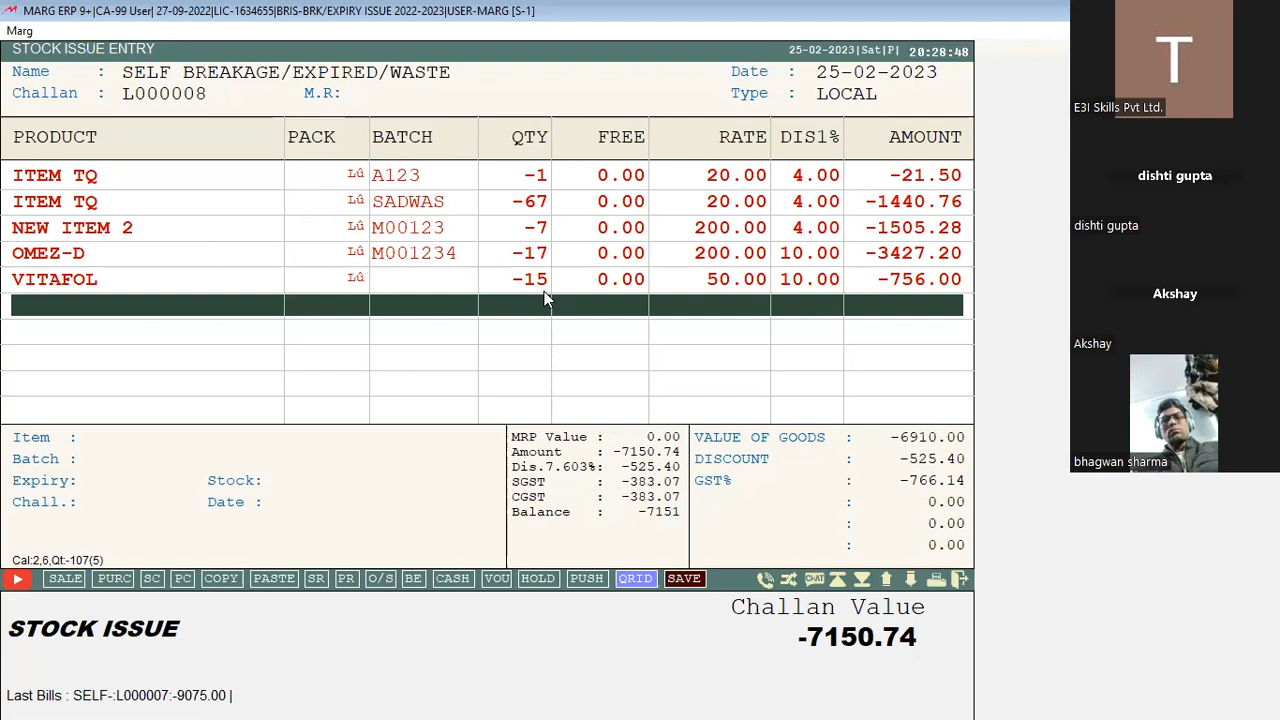 MARG ERP 9+|CA-99 User| 27-09-2022|LIC-1634655|BRIS-BRK/EXPIRY ISSUE 2022-2023|USER-MARG [S-1]
Marg
STOCK ISSUE ENTRY 25-02-2023|Sat|P| 20:28:48
Name : SELF BREAKAGE/EXPIRED/WASTE Date : 25-02-2023
Challan : L000008 M.R: Type : LOCAL
PRODUCT PACK BATCH QTY FREE RATE DIS1% AMOUNT
ITEM TQ Lû A123 -1 0.00 20.00 4.00 -21.50
ITEM TQ Lû SADWAS -67 0.00 20.00 4.00 -1440.76
NEW ITEM 2 Lû M00123 -7 0.00 200.00 4.00 -1505.28
OMEZ-D Lû M001234 -17 0.00 200.00 10.00 -3427.20
VITAFOL Lû -15 0.00 50.00 10.00 -756.00
Item :
Batch :
Expiry: Stock:
Chall.: Date :
Cal:2,6,Qt:-107(5)
MRP Value : 0.00
Amount : -7150.74
Dis.7.603%: -525.40
SGST : -383.07
CGST : -383.07
Balance : -7151
VALUE OF GOODS : -6910.00
DISCOUNT : -525.40
GST% : -766.14
: 0.00
: 0.00
: 0.00
SALE PURC SC PC COPY PASTE SR PR O/S BE CASH VOU HOLD PUSH QRID SAVE CHAT
STOCK ISSUE
Challan Value
-7150.74
Last Bills : SELF-:L000007:-9075.00 |
T
E3I Skills Pvt Ltd.
dishti gupta
dishti gupta
Akshay
Akshay
bhagwan sharma